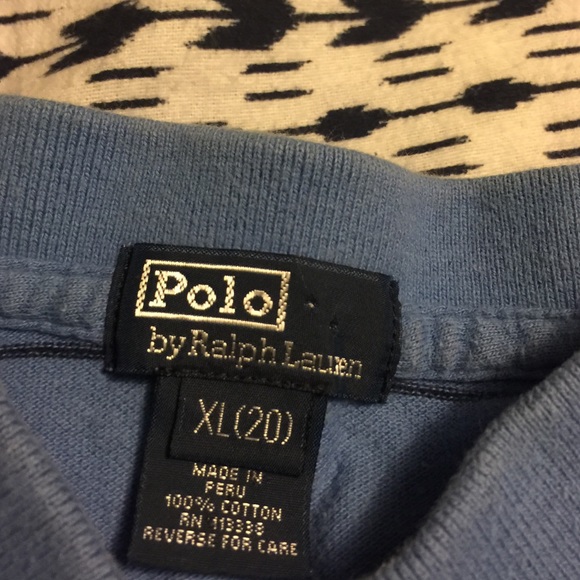 Polo
by Ralph Lauren
XL(20)
MADE IN
PERU
100% COTTON
RN 113338
REVERSE FOR CARE